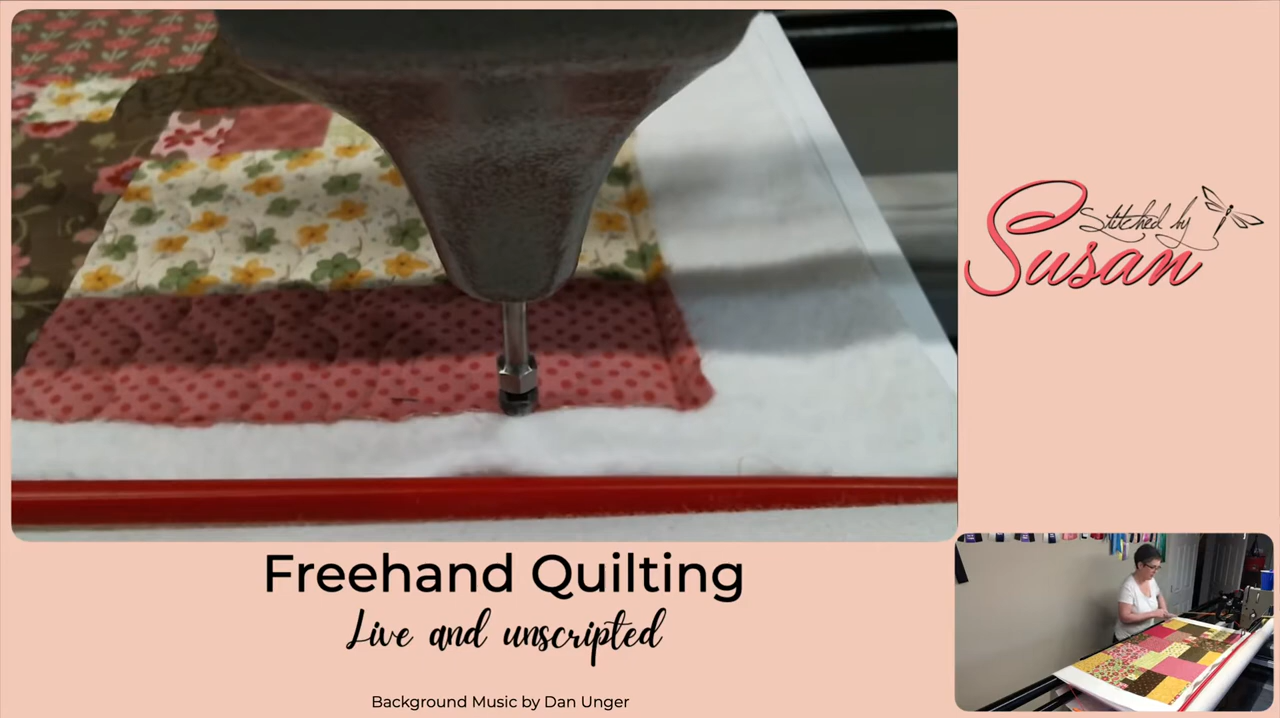 Stitched by
Susan
Freehand Quilting
Live and unscripted
Background Music by Dan Unger